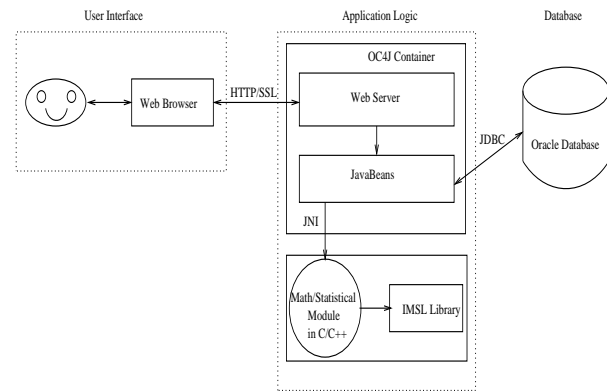 User Interface
Application Logic
Database
OC4J Container
Web Server
HTTP/SSL
Web Browser
JDBC
Oracle Database
JavaBeans
JNI
Math/Statistical
Module
in C/C++
IMSL Library